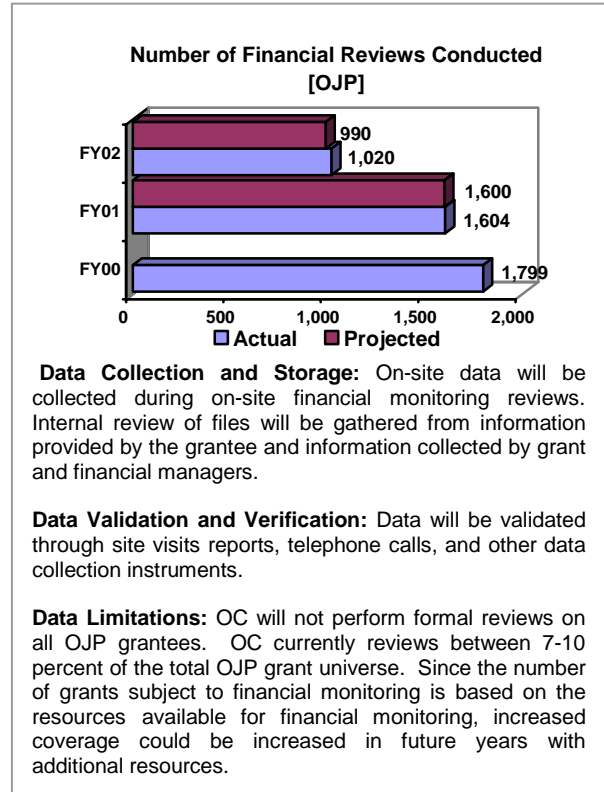 Number of Financial Reviews Conducted
[OJP]
FY02
990
1,020
FY01
1,600
1,604
FY00
1,799
0 500 1,000 1,500 2,000
Actual Projected
Data Collection and Storage: On-site data will be
collected during on-site financial monitoring reviews.
Internal review of files will be gathered from information
provided by the grantee and information collected by grant
and financial managers.
Data Validation and Verification: Data will be validated
through site visits reports, telephone calls, and other data
collection instruments.
Data Limitations: OC will not perform formal reviews on
all OJP grantees. OC currently reviews between 7-10
percent of the total OJP grant universe. Since the number
of grants subject to financial monitoring is based on the
resources available for financial monitoring, increased
coverage could be increased in future years with
additional resources.